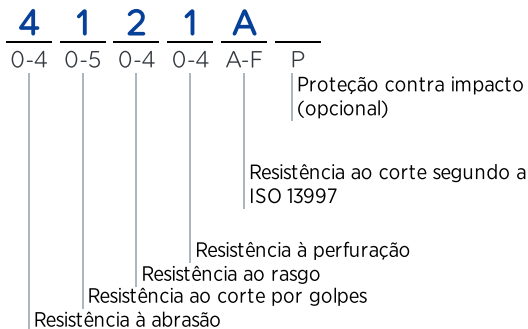 4 1 2 1 A
0-4 0-5 0-4 0-4 A-F P
Proteção contra impacto
(opcional)
Resistência ao corte segundo a
ISO 13997
Resistência à perfuração
Resistência ao rasgo
Resistência ao corte por golpes
Resistência à abrasão